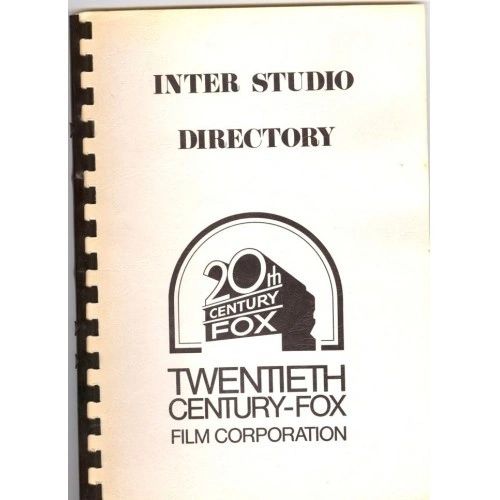 INTER STUDIO
DIRECTORY
20th
CENTURY
FOX
TWENTIETH
CENTURY-FOX
FILM CORPORATION